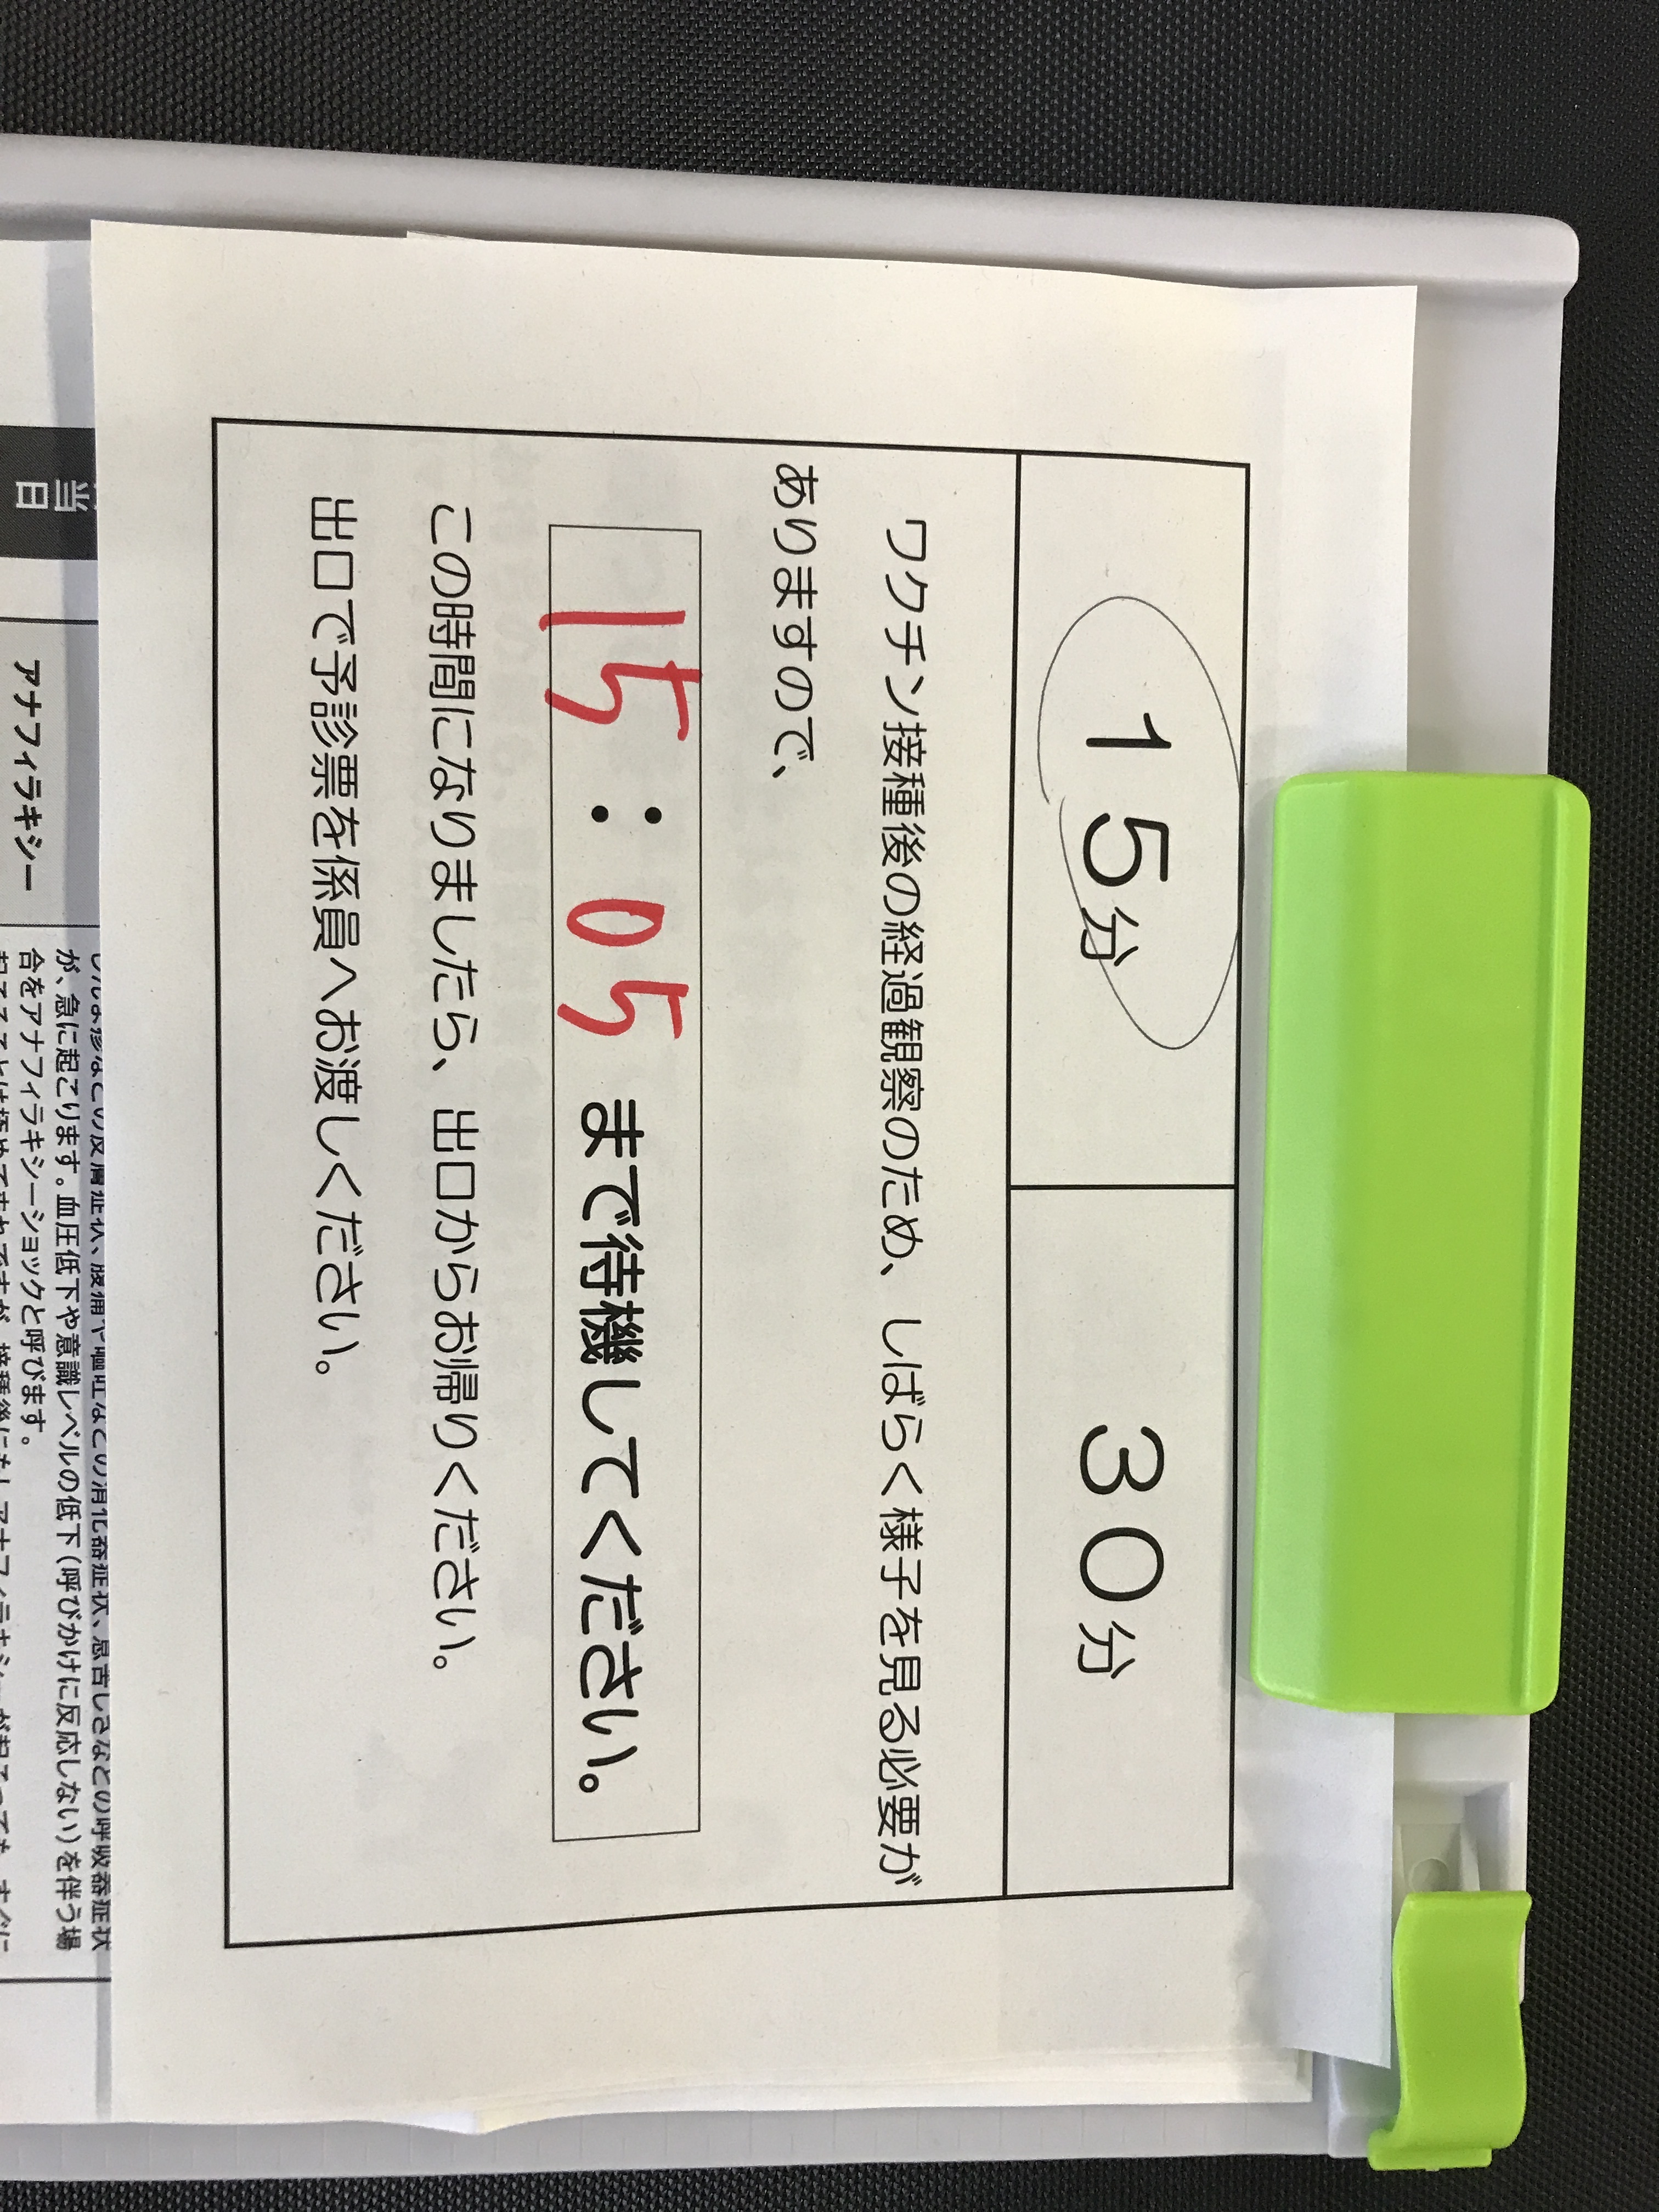 15分 30分
ワクチン接種後の経過観察のため、しばらく様子を見る必要が
ありますので、
15:05 まで待機してください。
この時間になりましたら、出口からお帰りください。
出口で予診票を係員へお渡しください。
当
日
アナフィラキシー
が、急に起こります。血圧低下や意識レベルの低下(呼びかけに反応しない)を伴う場
合をアナフィラキシーショックと呼びます。